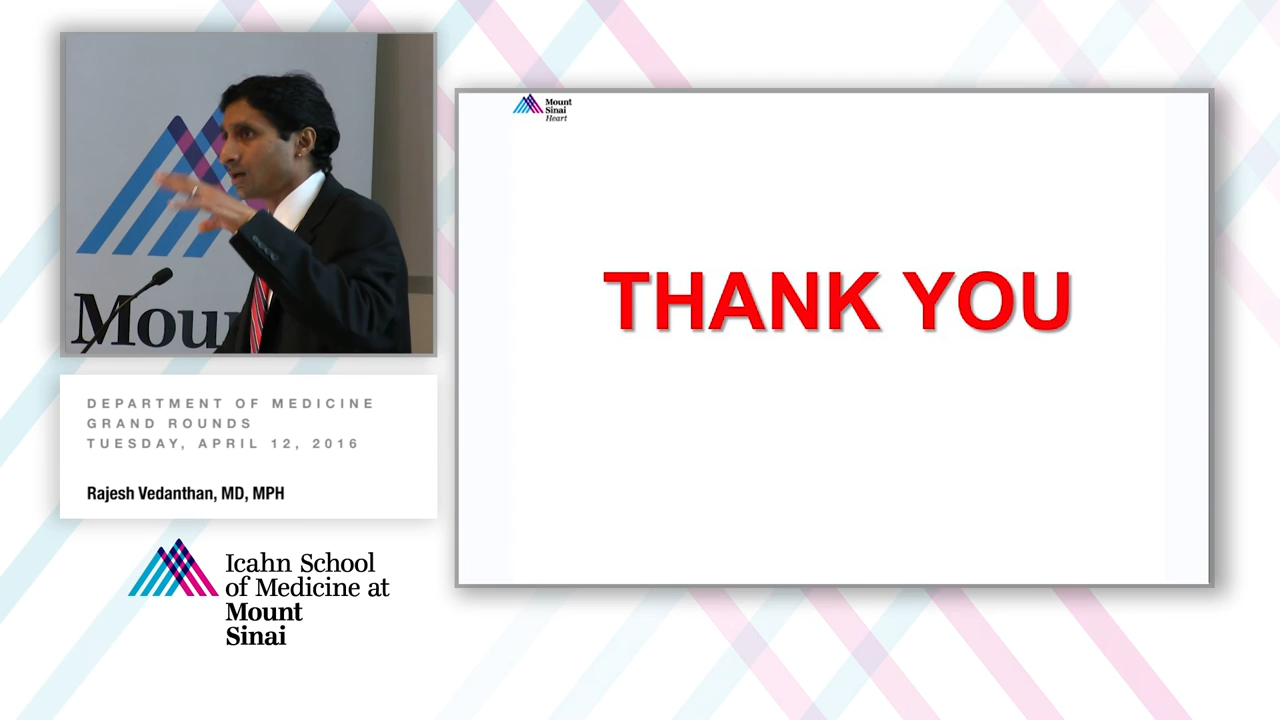 Moun
DEPARTMENT OF MEDICINE
GRAND ROUNDS
TUESDAY, APRIL 12, 2016
Rajesh Vedanthan, MD, MPH
Icahn School
of Medicine at
Mount
Sinai
Mount
Sinai
Heart
THANK YOU